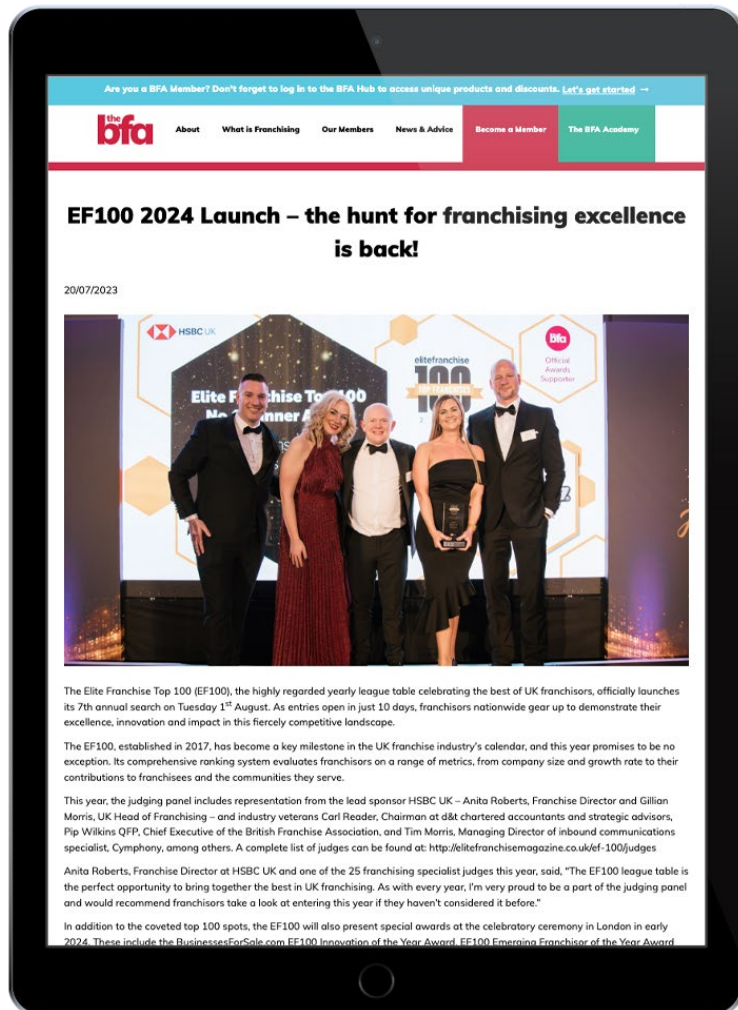 Are you a BFA Member? Don't forget to log in to the BFA Hub to access unique products and discounts. Let's get started →
the
bfa
About
What is Franchising
Our Members
News & Advice
Become a Member
The BFA Academy
EF100 2024 Launch – the hunt for franchising excellence
is back!
20/07/2023
HSBC UK
Elite Franchise Top 100
elitefranchise
100
TOP FRANCHISES
bfa
Official
Awards
Supporter
The Elite Franchise Top 100 (EF100), the highly regarded yearly league table celebrating the best of UK franchisors, officially launches
its 7th annual search on Tuesday 1st August. As entries open in just 10 days, franchisors nationwide gear up to demonstrate their
excellence, innovation and impact in this fiercely competitive landscape.
The EF100, established in 2017, has become a key milestone in the UK franchise industry's calendar, and this year promises to be no
exception. Its comprehensive ranking system evaluates franchisors on a range of metrics, from company size and growth rate to their
contributions to franchisees and the communities they serve.
This year, the judging panel includes representation from the lead sponsor HSBC UK – Anita Roberts, Franchise Director and Gillian
Morris, UK Head of Franchising – and industry veterans Carl Reader, Chairman at d&t chartered accountants and strategic advisors,
Pip Wilkins QFP, Chief Executive of the British Franchise Association, and Tim Morris, Managing Director of inbound communications
specialist, Cymphony, among others. A complete list of judges can be found at: http://elitefranchisemagazine.co.uk/ef-100/judges
Anita Roberts, Franchise Director at HSBC UK and one of the 25 franchising specialist judges this year, said, "The EF100 league table is
the perfect opportunity to bring together the best in UK franchising. As with every year, I'm very proud to be a part of the judging panel
and would recommend franchisors take a look at entering this year if they haven't considered it before."
In addition to the coveted top 100 spots, the EF100 will also present special awards at the celebratory ceremony in London in early
2024. These include the BusinessesForSale.com EF100 Innovation of the Year Award, EF100 Emerging Franchisor of the Year Award